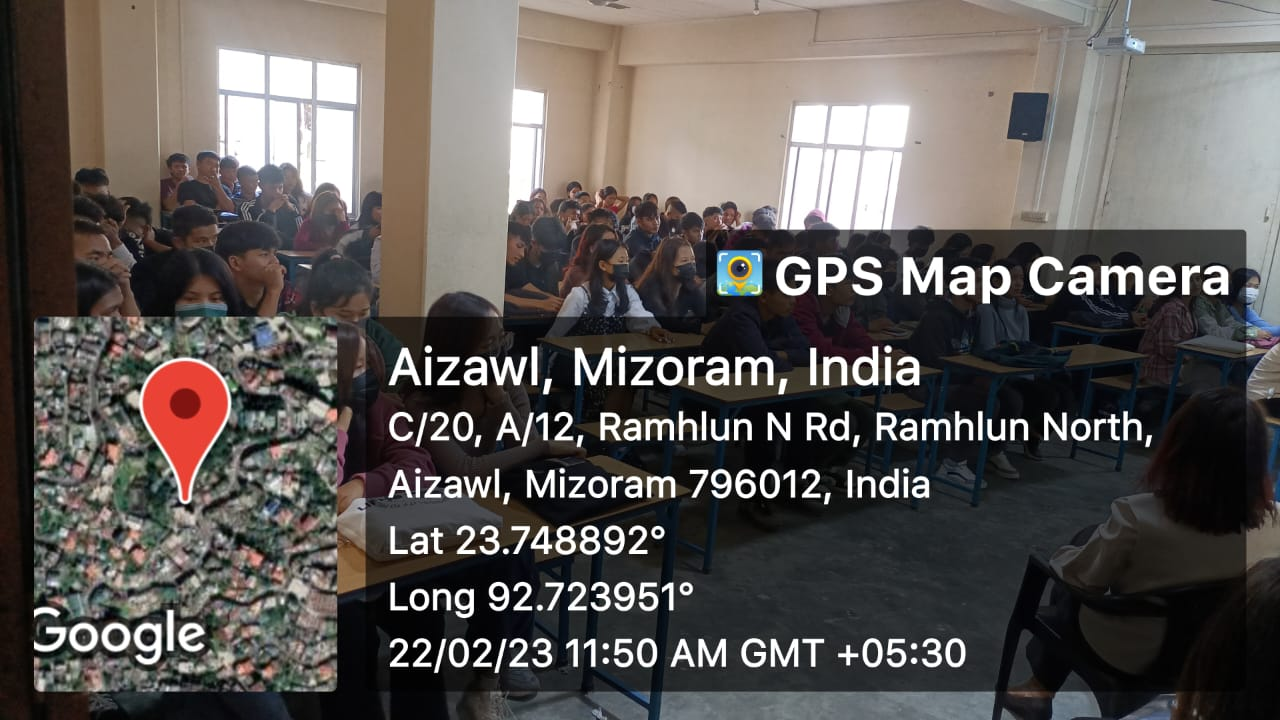 GPS Map Camera
Aizawl, Mizoram, India
C/20, A/12, Ramhlun N Rd, Ramhlun North,
Aizawl, Mizoram 796012, India
Lat 23.748892°
Long 92.723951°
22/02/23 11:50 AM GMT +05:30
Google